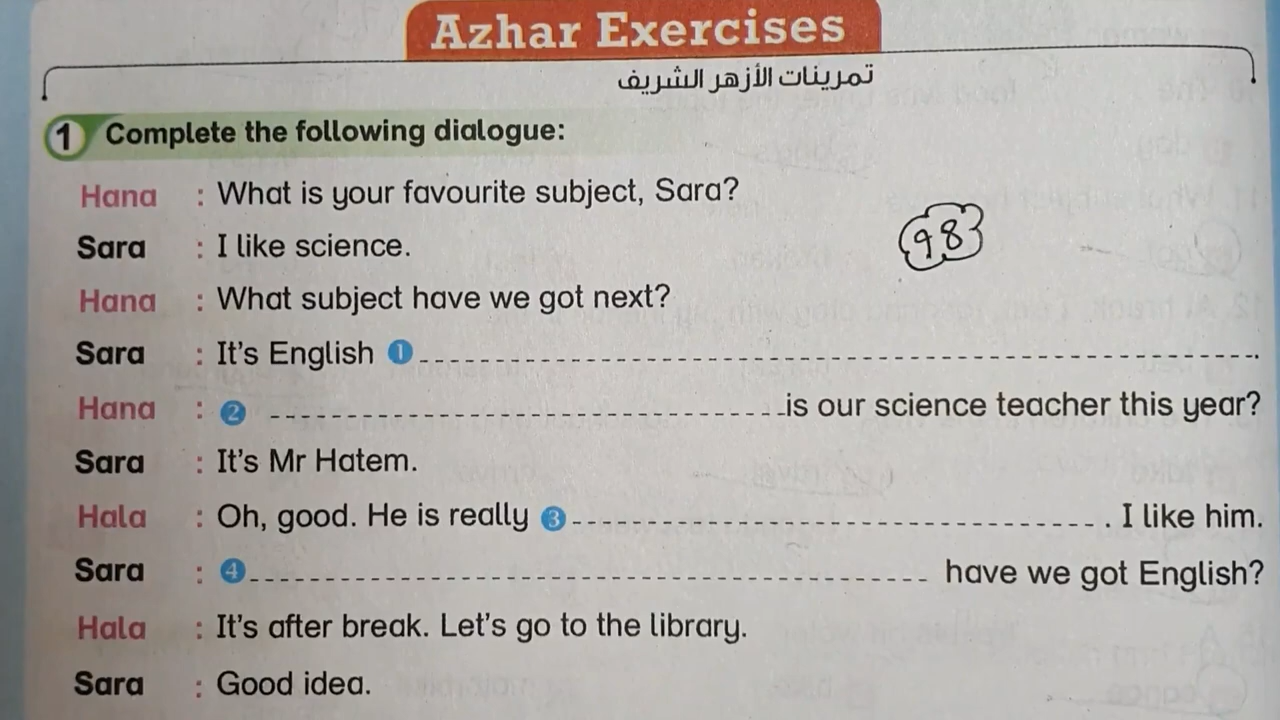 Azhar Exercises
تمرينات الأزهر الشريف
1 Complete the following dialogue:
Hana : What is your favourite subject, Sara?
Sara : I like science.
98
Hana : What subject have we got next?
Sara : It's English 1 .
Hana : 2 is our science teacher this year?
Sara : It's Mr Hatem.
Hala : Oh, good. He is really 3 . I like him.
Sara : 4 have we got English?
Hala : It's after break. Let's go to the library.
Sara : Good idea.